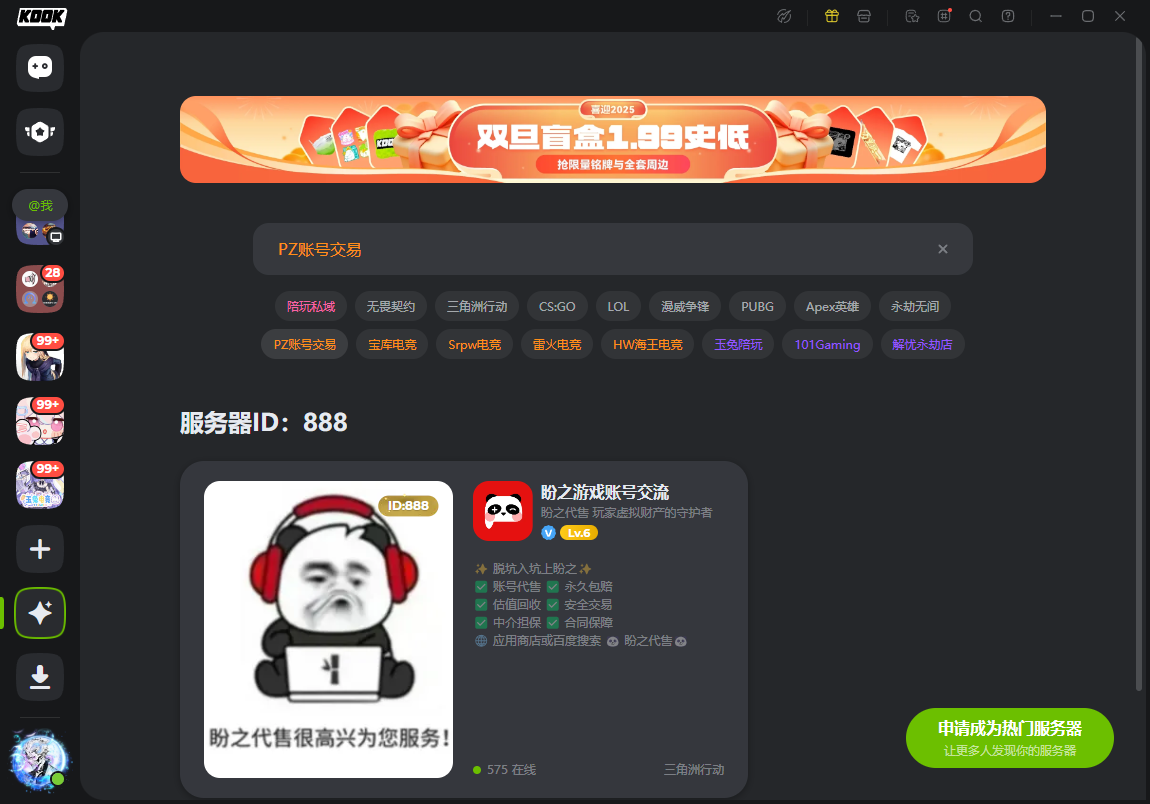 KOOK
@我
28
99+
99+
99+
喜迎2025
双旦盲盒1.99史低
抢限量铭牌与全套周边
PZ账号交易
陪玩私域
无畏契约
三角洲行动
CS:GO
LOL
漫威争锋
PUBG
Apex英雄
永劫无间
PZ账号交易
宝库电竞
Srpw电竞
雷火电竞
HW海王电竞
玉兔陪玩
101Gaming
解忧永劫店
服务器ID：888
ID:888
盼之代售很高兴为您服务!
盼之游戏账号交流
盼之代售 玩家虚拟财产的守护者
V Lv.6
✨ 脱坑入坑上盼之✨
✅ 账号代售 ✅ 永久包赔
✅ 估值回收 ✅ 安全交易
✅ 中介担保 ✅ 合同保障
🌐 应用商店或百度搜索 🐼 盼之代售🐼
575 在线
三角洲行动
申请成为热门服务器
让更多人发现你的服务器